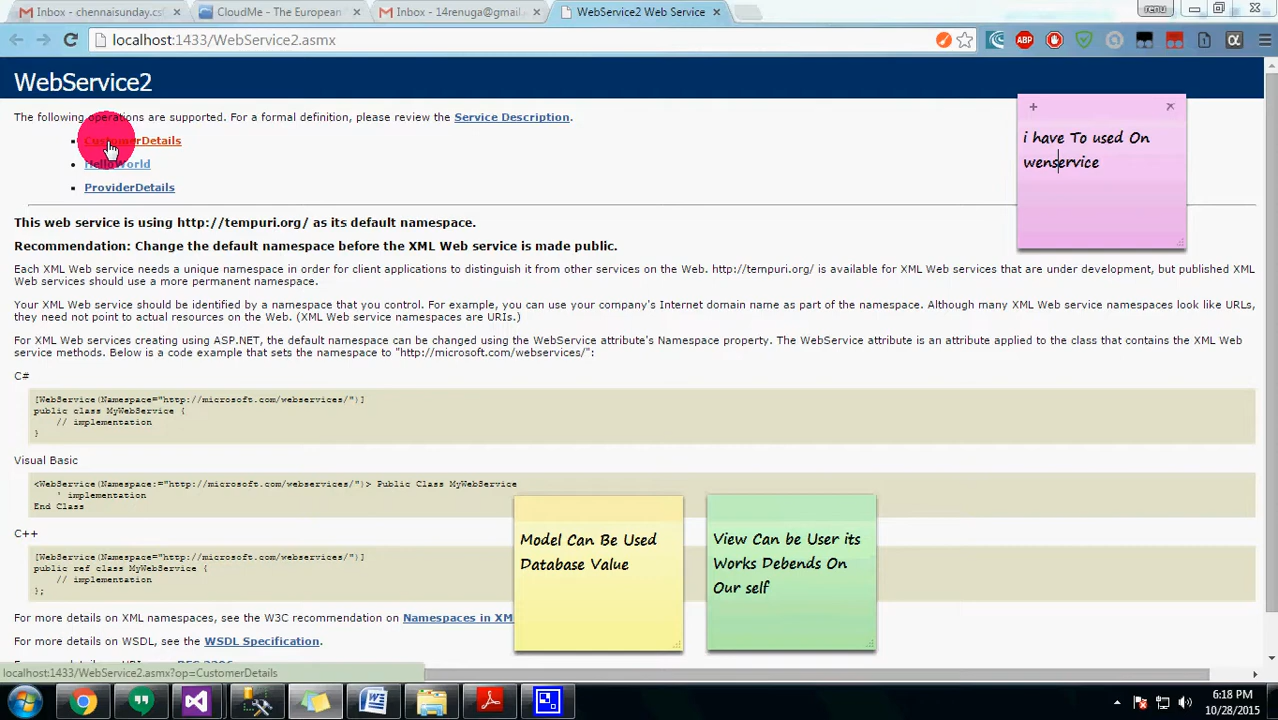 Inbox - chennaisunday.cs
CloudMe - The European
Inbox - 14renuga@gmail.
WebService2 Web Service
renu
localhost:1433/WebService2.asmx
ABP
WebService2
The following operations are supported. For a formal definition, please review the Service Description.
CustomerDetails
HelloWorld
ProviderDetails
i have To used On
wenservice
This web service is using http://tempuri.org/ as its default namespace.
Recommendation: Change the default namespace before the XML Web service is made public.
Each XML Web service needs a unique namespace in order for client applications to distinguish it from other services on the Web. http://tempuri.org/ is available for XML Web services that are under development, but published XML
Web services should use a more permanent namespace.
Your XML Web service should be identified by a namespace that you control. For example, you can use your company's Internet domain name as part of the namespace. Although many XML Web service namespaces look like URLs,
they need not point to actual resources on the Web. (XML Web service namespaces are URIs.)
For XML Web services creating using ASP.NET, the default namespace can be changed using the WebService attribute's Namespace property. The WebService attribute is an attribute applied to the class that contains the XML Web
service methods. Below is a code example that sets the namespace to "http://microsoft.com/webservices/":
C#
[WebService(Namespace="http://microsoft.com/webservices/")]
public class MyWebService {
// implementation
}
Visual Basic
<WebService(Namespace:="http://microsoft.com/webservices/")> Public Class MyWebService
' implementation
End Class
C++
[WebService(Namespace="http://microsoft.com/webservices/")]
public ref class MyWebService {
// implementation
};
Model Can Be Used
Database Value
View Can be User its
Works Debends On
Our self
For more details on XML namespaces, see the W3C recommendation on Namespaces in XM
For more details on WSDL, see the WSDL Specification.
localhost:1433/WebService2.asmx?op=CustomerDetails
6:18 PM
10/28/2015